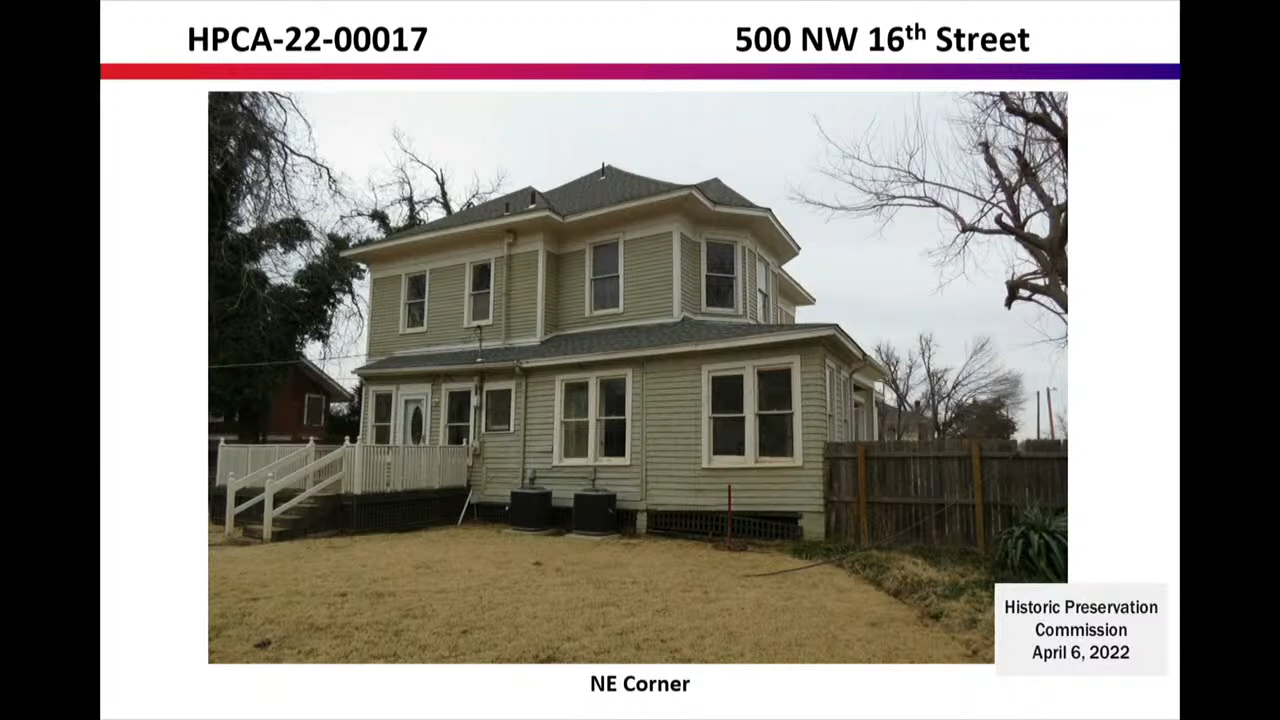 HPCA-22-00017
500 NW 16th Street
Historic Preservation
Commission
April 6, 2022
NE Corner